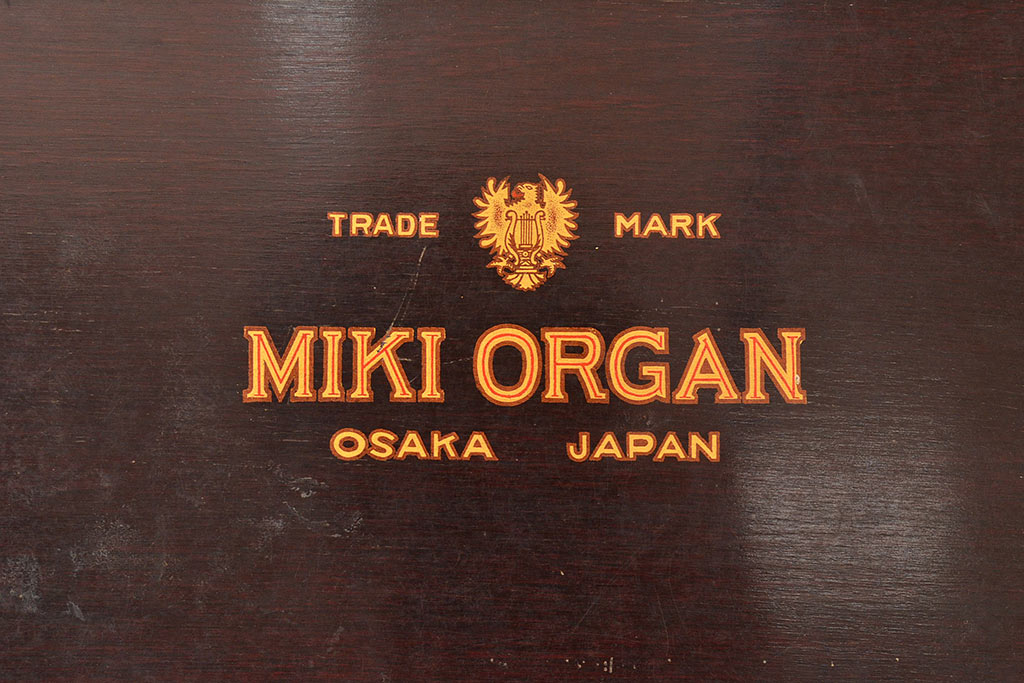 TRADE MARK
MIKI ORGAN
OSAKA JAPAN